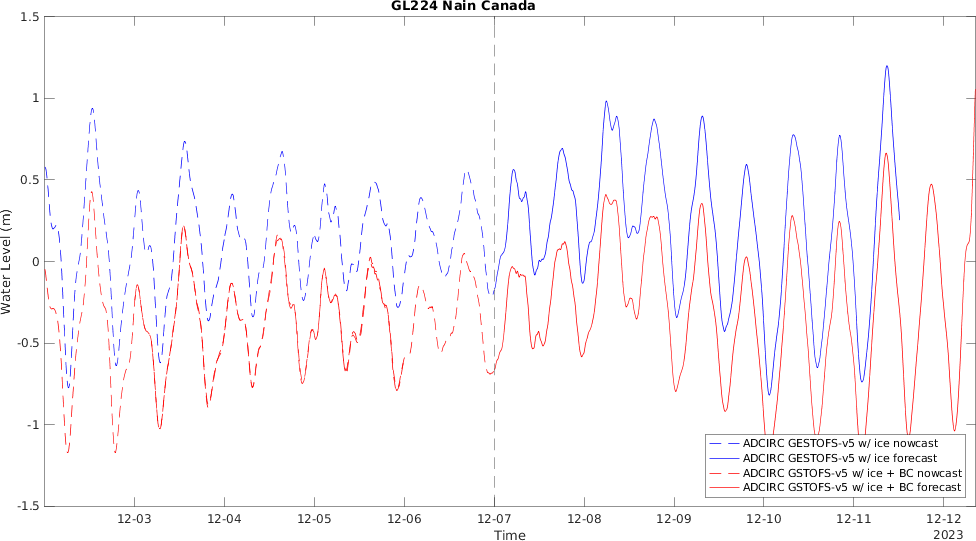 GL224 Nain Canada
1.5
1
0.5
0
-0.5
-1
-1.5
Water Level (m)
12-03 12-04 12-05 12-06 12-07 12-08 12-09 12-10 12-11 12-12
Time
2023
ADCIRC GESTOFS-v5 w/ ice nowcast
ADCIRC GESTOFS-v5 w/ ice forecast
ADCIRC GSTOFS-v5 w/ ice + BC nowcast
ADCIRC GSTOFS-v5 w/ ice + BC forecast